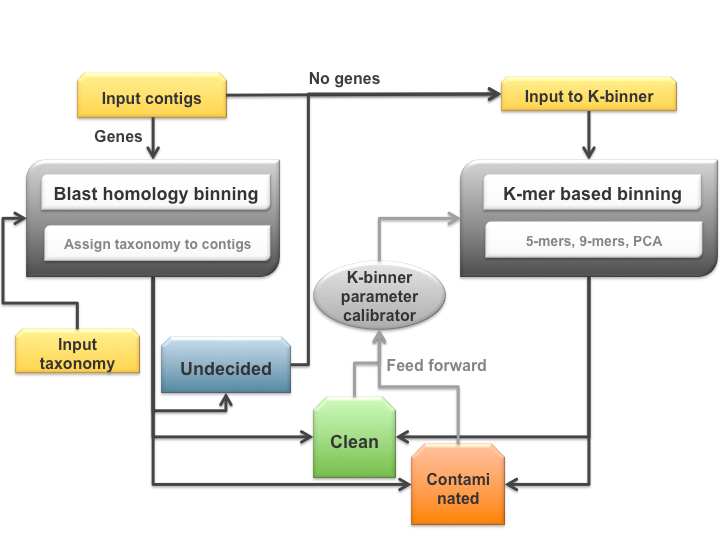 No genes
Input contigs
Input to K-binner
Genes
Blast homology binning
K-mer based binning
Assign taxonomy to contigs
5-mers, 9-mers, PCA
K-binner
parameter
calibrator
Input
taxonomy
Undecided
Feed forward
Clean
Contami
nated